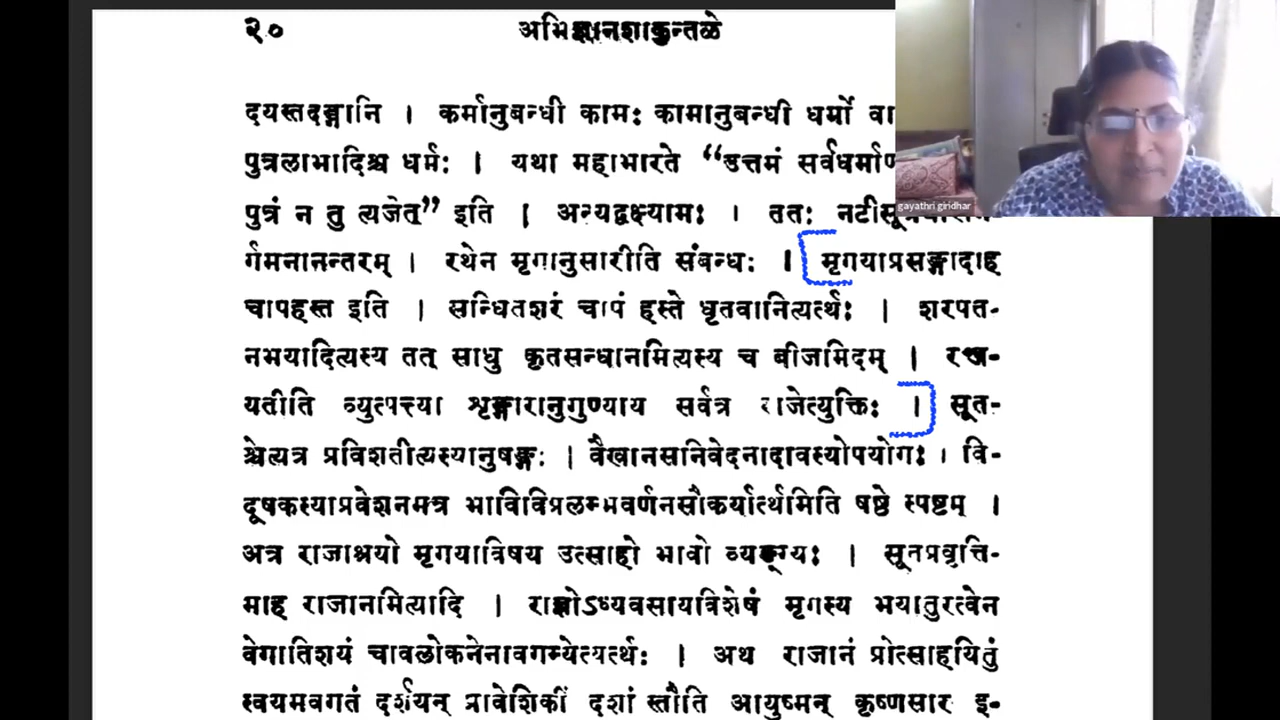 २० अभिज्ञानशाकुन्तळे
दयस्तदङ्गानि । कर्मानुबन्धी कामः कामानुबन्धी धर्मो वा
पुत्रलाभादिश्च धर्मः । यथा महाभारते “उत्तमं सर्वधर्माण
पुत्रं न तु त्यजेत्” इति । अन्यद्वक्ष्यामः । ततः
र्गमनानन्तरम् । रथेन मृगानुसारीति संबन्धः । मृगयाप्रसङ्गादाह
चापहस्त इति । सन्धितशरं चापं हस्ते धृतवानित्यर्थः । शरपत-
नभयादित्यस्य तत् साधु कृतसन्धानमित्यस्य च बीजमिदम् । रञ्ज-
यतीति व्युत्पत्त्या शृङ्गारानुगुण्याय सर्वत्र राजेत्युक्तिः । सूत-
श्चेत्यत्र प्रविशतीत्यस्यानुषङ्गः । वैखानसनिवेदनादावस्योपयोगः । वि-
दूषकस्याप्रवेशनमत्र भाविविप्रलम्भवर्णनसौकर्यार्त्थमिति षष्ठे स्पष्टम् ।
अत्र राजाश्रयो मृगयाविषय उत्साहो भावो व्यङ्ग्यः । सूतप्रवृत्ति-
माह राजानमित्यादि । राज्ञोऽध्यवसायविशेषं मृगस्य भयातुरत्वेन
वेगातिशयं चावलोकनेनावगम्येत्यर्त्थः । अथ राजानं प्रोत्साहयितुं
स्वयमवगतं दर्शयन् प्रावेशिकीं दशां स्तौति आयुष्मन् कृष्णसार इ-
gayathri giridhar